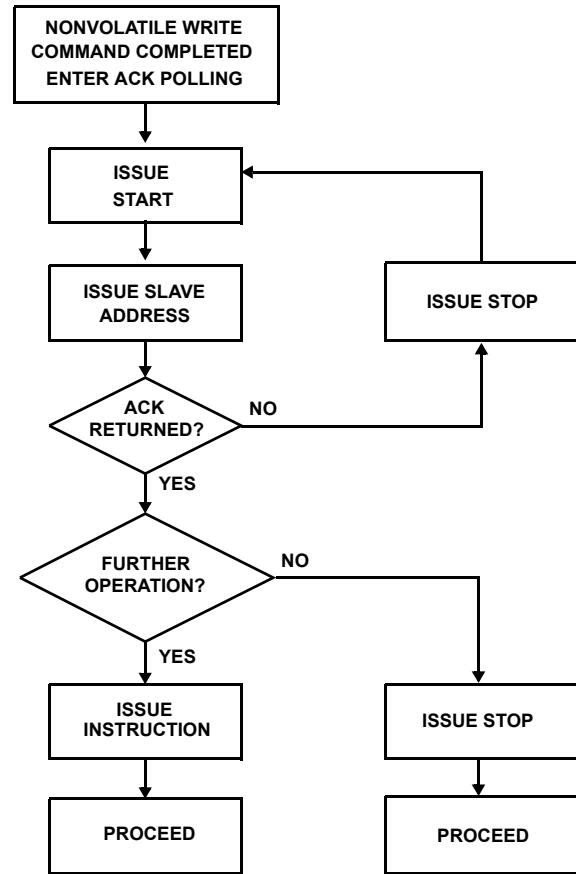 NONVOLATILE WRITE
COMMAND COMPLETED
ENTER ACK POLLING
ISSUE
START
ISSUE SLAVE
ADDRESS
ISSUE STOP
ACK
RETURNED?
NO
YES
FURTHER
OPERATION?
NO
YES
ISSUE
INSTRUCTION
ISSUE STOP
PROCEED
PROCEED